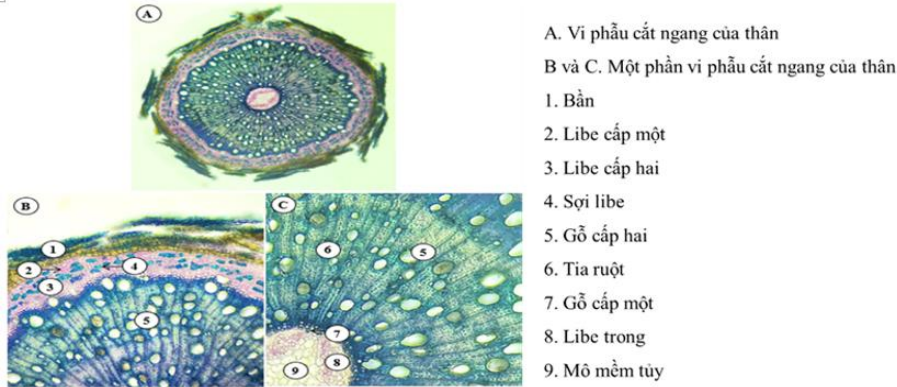 A
A. Vi phẫu cắt ngang của thân
B và C. Một phần vi phẫu cắt ngang của thân
1. Bần
2. Libe cấp một
3. Libe cấp hai
4. Sợi libe
5. Gỗ cấp hai
6. Tia ruột
7. Gỗ cấp một
8. Libe trong
9. Mô mềm tủy
B
1
2
4
3
5
C
6
5
7
8
9